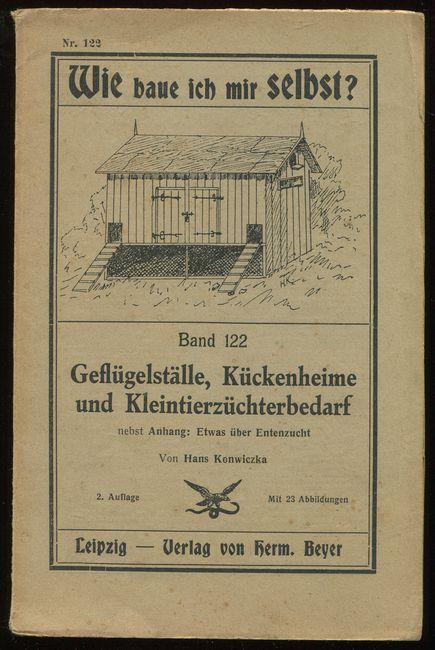 Nr. 122
Wie baue ich mir selbst?
HK
Band 122
Geflügelställe, Kückenheime
und Kleintierzüchterbedarf
nebst Anhang: Etwas über Entenzucht
Von Hans Konwiczka
2. Auflage
Mit 23 Abbildungen
Leipzig — Verlag von Herm. Beyer